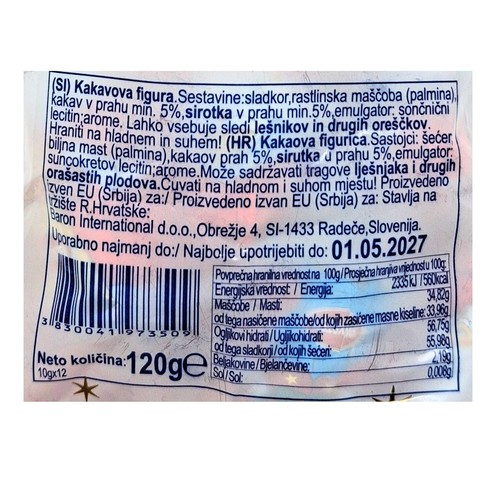 (SI) Kakavova figura.Sestavine:sladkor,rastlinska maščoba (palmina),
kakav v prahu min. 5%,sirotka v prahu min.5%,emulgator: sončnični
lecitin;arome. Lahko vsebuje sledi lešnikov in drugih oreščkov.
Hraniti na hladnem in suhem! (HR) Kakaova figurica.Sastojci: šećer,
biljna mast (palmina),kakaov prah 5%,sirutka u prahu 5%,emulgator:
suncokretov lecitin;arome.Može sadržavati tragove lješnjaka i drugih
orašastih plodova.Čuvati na hladnom i suhom mjestu! Proizvedeno
izven EU (Srbija) za:/ Proizvedeno izvan EU (Srbija) za: Stavlja na
tržište R.Hrvatske:
Baron International d.o.o.,Obrežje 4, SI-1433 Radeče,Slovenija.
Uporabno najmanj do:/ Najbolje upotrijebiti do: 01.05.2027
Povprečna hranilna vrednost na 100g/Prosječna hranjiva vrijednost u 100g:
Energijska vrednost: / Energija: 2335 kJ / 560kcal
Maščobe / Masti: 34,82g
od tega nasičene maščobe/od kojih zasićene masne kiseline: 33,96g
Ogljikovi hidrati / Ugljikohidrati: 56,75g
od tega sladkorji / od kojih šećeri: 55,98g
Beljakovine / Bjelančevine: 2,19g
Sol / Sol: 0,008g
3 830041 973509
Neto količina: 120g e
10gx12